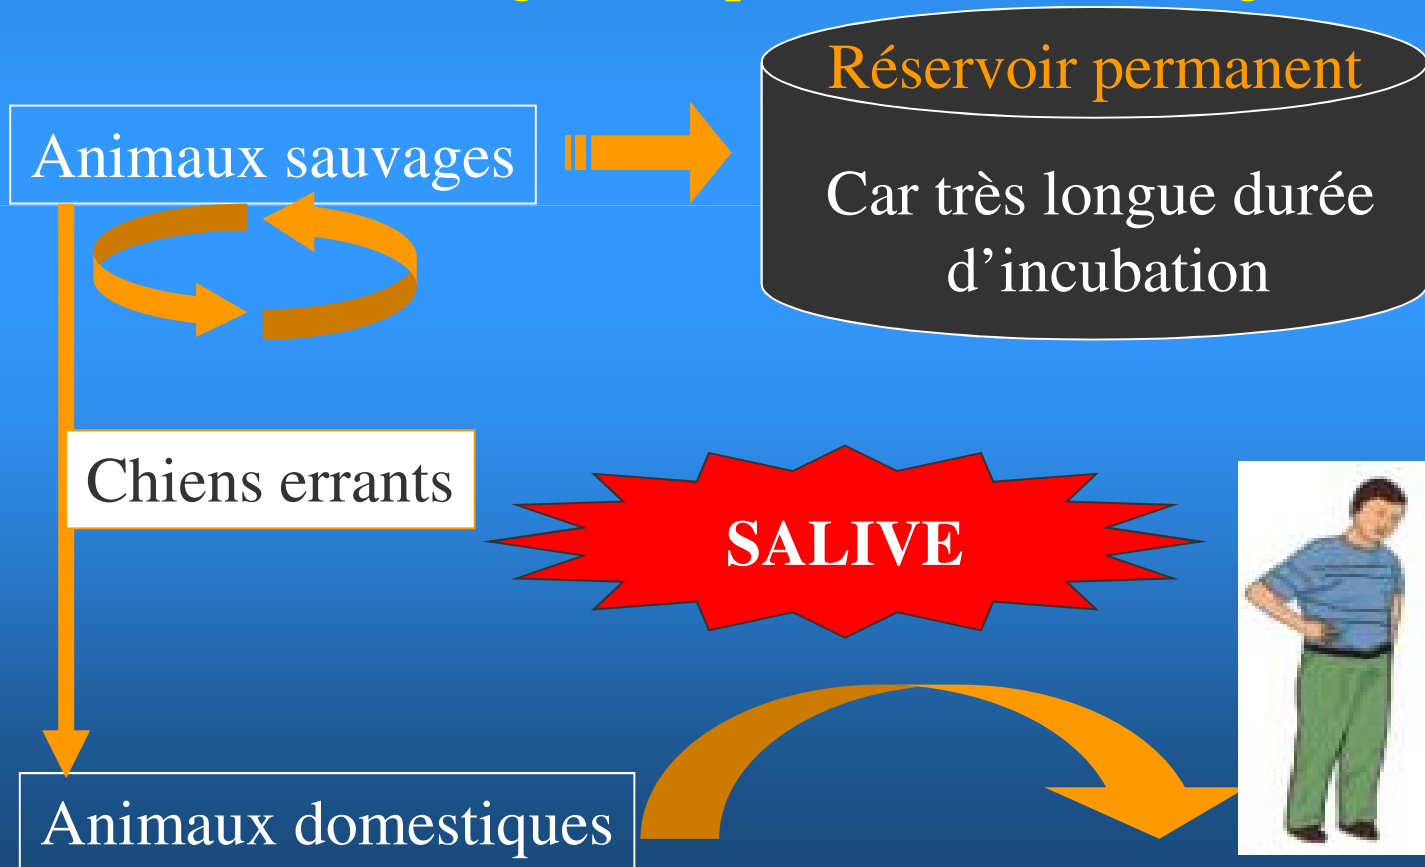 Réservoir permanent
Animaux sauvages
Car très longue durée
d’incubation
Chiens errants
SALIVE
Animaux domestiques